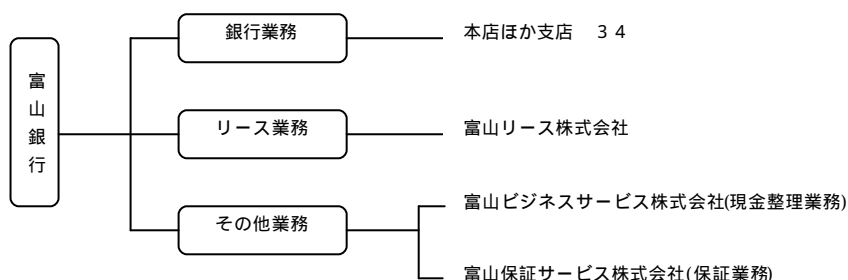 富山銀行
銀行業務
本店ほか支店　３４
リース業務
富山リース株式会社
その他業務
富山ビジネスサービス株式会社(現金整理業務)
富山保証サービス株式会社(保証業務)